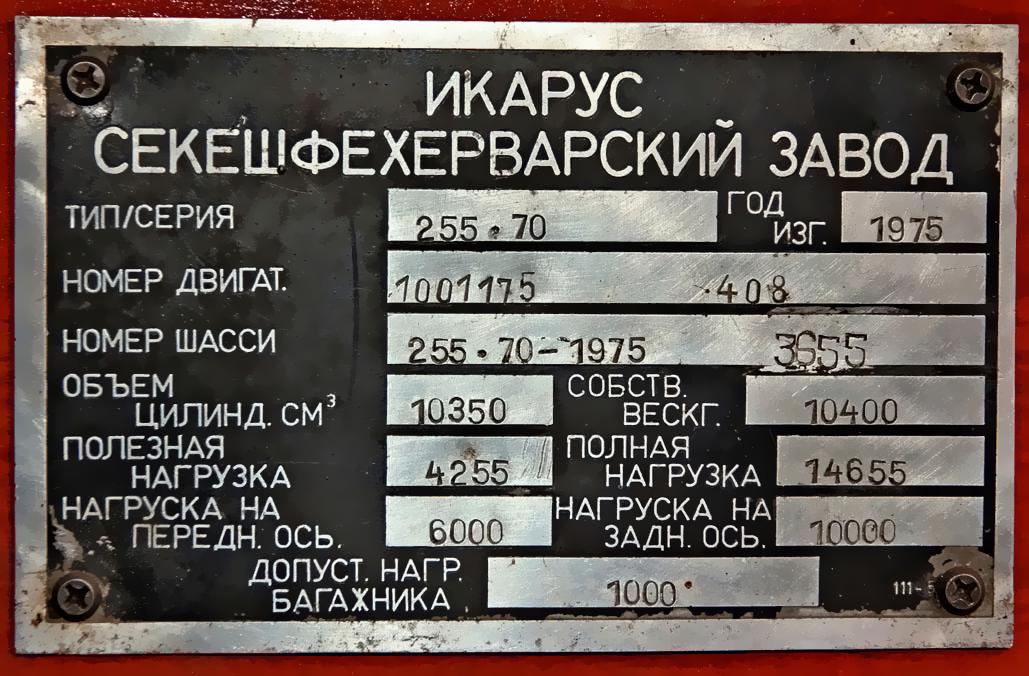 ИКАРУС
СЕКЕШФЕХЕРВАРСКИЙ ЗАВОД
ТИП/СЕРИЯ 255.70 ГОД ИЗГ. 1975
НОМЕР ДВИГАТ. 1001175 .408
НОМЕР ШАССИ 255.70-1975 3655
ОБЪЕМ ЦИЛИНД. СМ³ 10350 СОБСТВ. ВЕСКГ. 10400
ПОЛЕЗНАЯ НАГРУЗКА 4255 ПОЛНАЯ НАГРУЗКА 14655
НАГРУСКА НА ПЕРЕДН. ОСЬ. 6000 НАГРУСКА НА ЗАДН. ОСЬ. 10000
ДОПУСТ. НАГР. БАГАЖНИКА 1000